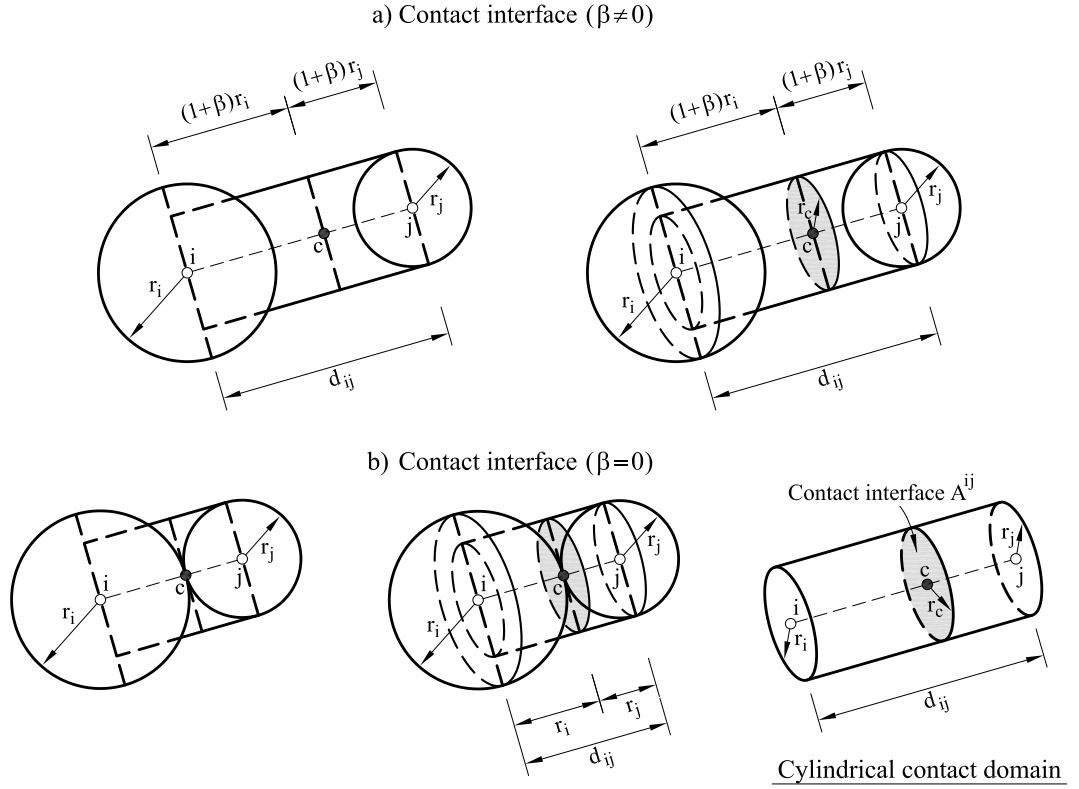 a) Contact interface (β≠0)
(1+β)r_i
(1+β)r_j
i
c
j
r_i
r_j
d_ij
(1+β)r_i
(1+β)r_j
i
r_c
c
j
r_i
r_j
d_ij
b) Contact interface (β=0)
i
c
j
r_i
r_j
i
c
j
r_i
r_j
r_i
r_j
d_ij
Contact interface A^ij
i
r_i
c
r_c
r_j
j
d_ij
Cylindrical contact domain